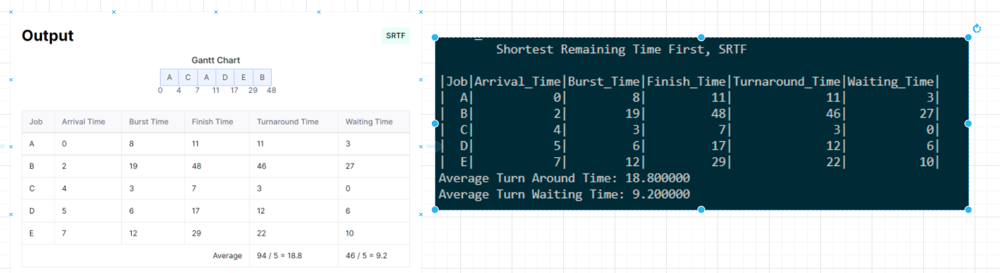 Output
SRTF
Gantt Chart
A C A D E B
0 4 7 11 17 29 48
Job Arrival Time Burst Time Finish Time Turnaround Time Waiting Time
A 0 8 11 11 3
B 2 19 48 46 27
C 4 3 7 3 0
D 5 6 17 12 6
E 7 12 29 22 10
Average 94 / 5 = 18.8 46 / 5 = 9.2
Shortest Remaining Time First, SRTF
|Job|Arrival_Time|Burst_Time|Finish_Time|Turnaround_Time|Waiting_Time|
| A| 0| 8| 11| 11| 3|
| B| 2| 19| 48| 46| 27|
| C| 4| 3| 7| 3| 0|
| D| 5| 6| 17| 12| 6|
| E| 7| 12| 29| 22| 10|
Average Turn Around Time: 18.800000
Average Turn Waiting Time: 9.200000